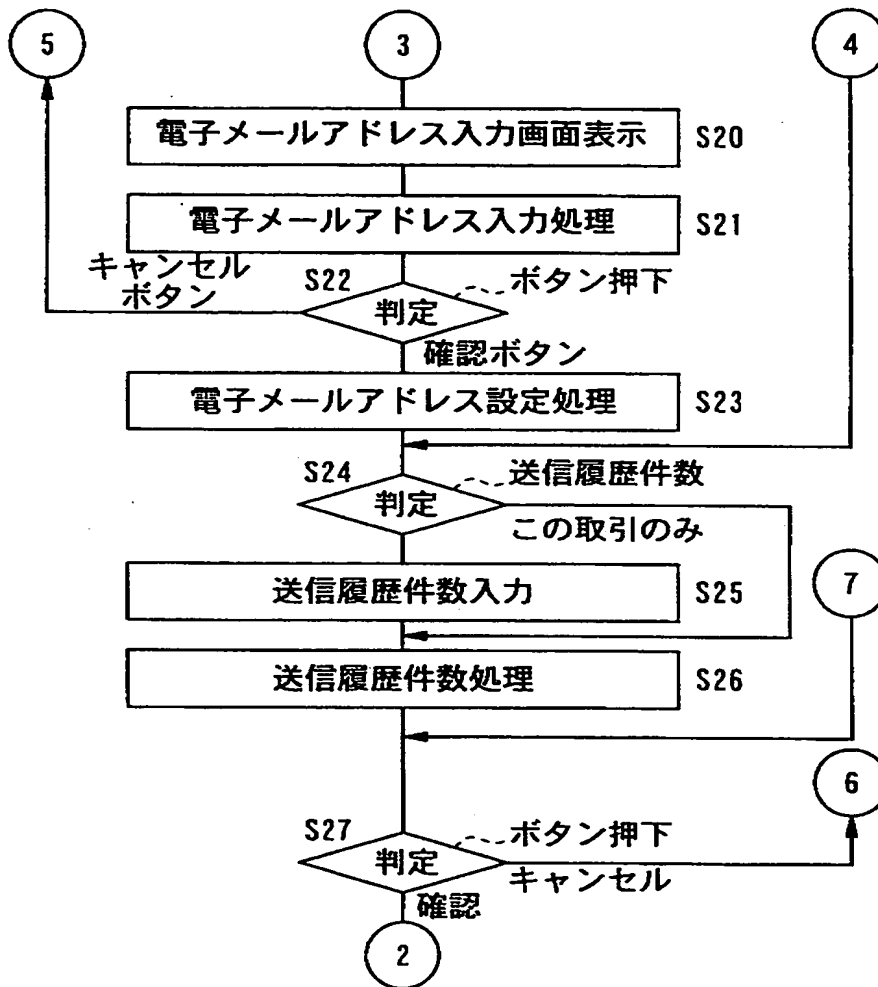 5
3
4
電子メールアドレス入力画面表示 S20
電子メールアドレス入力処理 S21
キャンセル
ボタン
S22
ボタン押下
判定
確認ボタン
電子メールアドレス設定処理 S23
S24
送信履歴件数
判定
この取引のみ
送信履歴件数入力 S25
7
送信履歴件数処理 S26
6
S27
ボタン押下
判定
キャンセル
確認
2